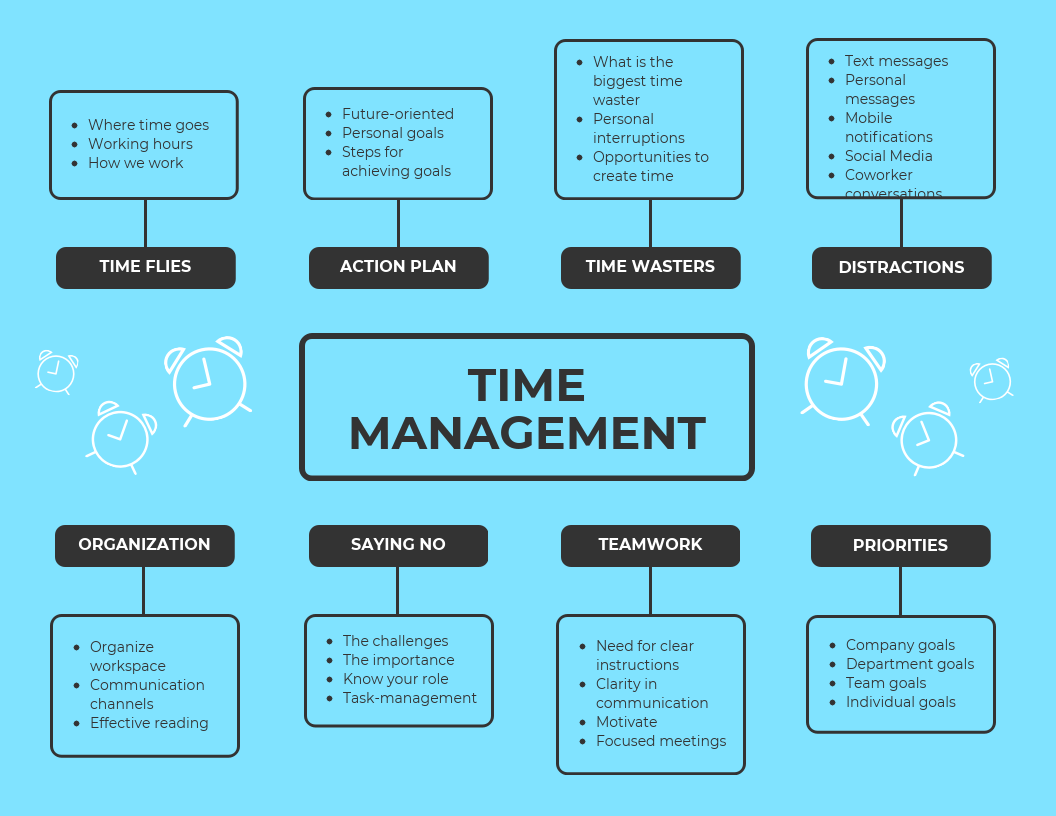 • Where time goes
• Working hours
• How we work
TIME FLIES
• Future-oriented
• Personal goals
• Steps for
achieving goals
ACTION PLAN
• What is the
biggest time
waster
• Personal
interruptions
• Opportunities to
create time
TIME WASTERS
• Text messages
• Personal
messages
• Mobile
notifications
• Social Media
• Coworker
conversations
DISTRACTIONS
TIME
MANAGEMENT
ORGANIZATION
• Organize
workspace
• Communication
channels
• Effective reading
SAYING NO
• The challenges
• The importance
• Know your role
• Task-management
TEAMWORK
• Need for clear
instructions
• Clarity in
communication
• Motivate
• Focused meetings
PRIORITIES
• Company goals
• Department goals
• Team goals
• Individual goals